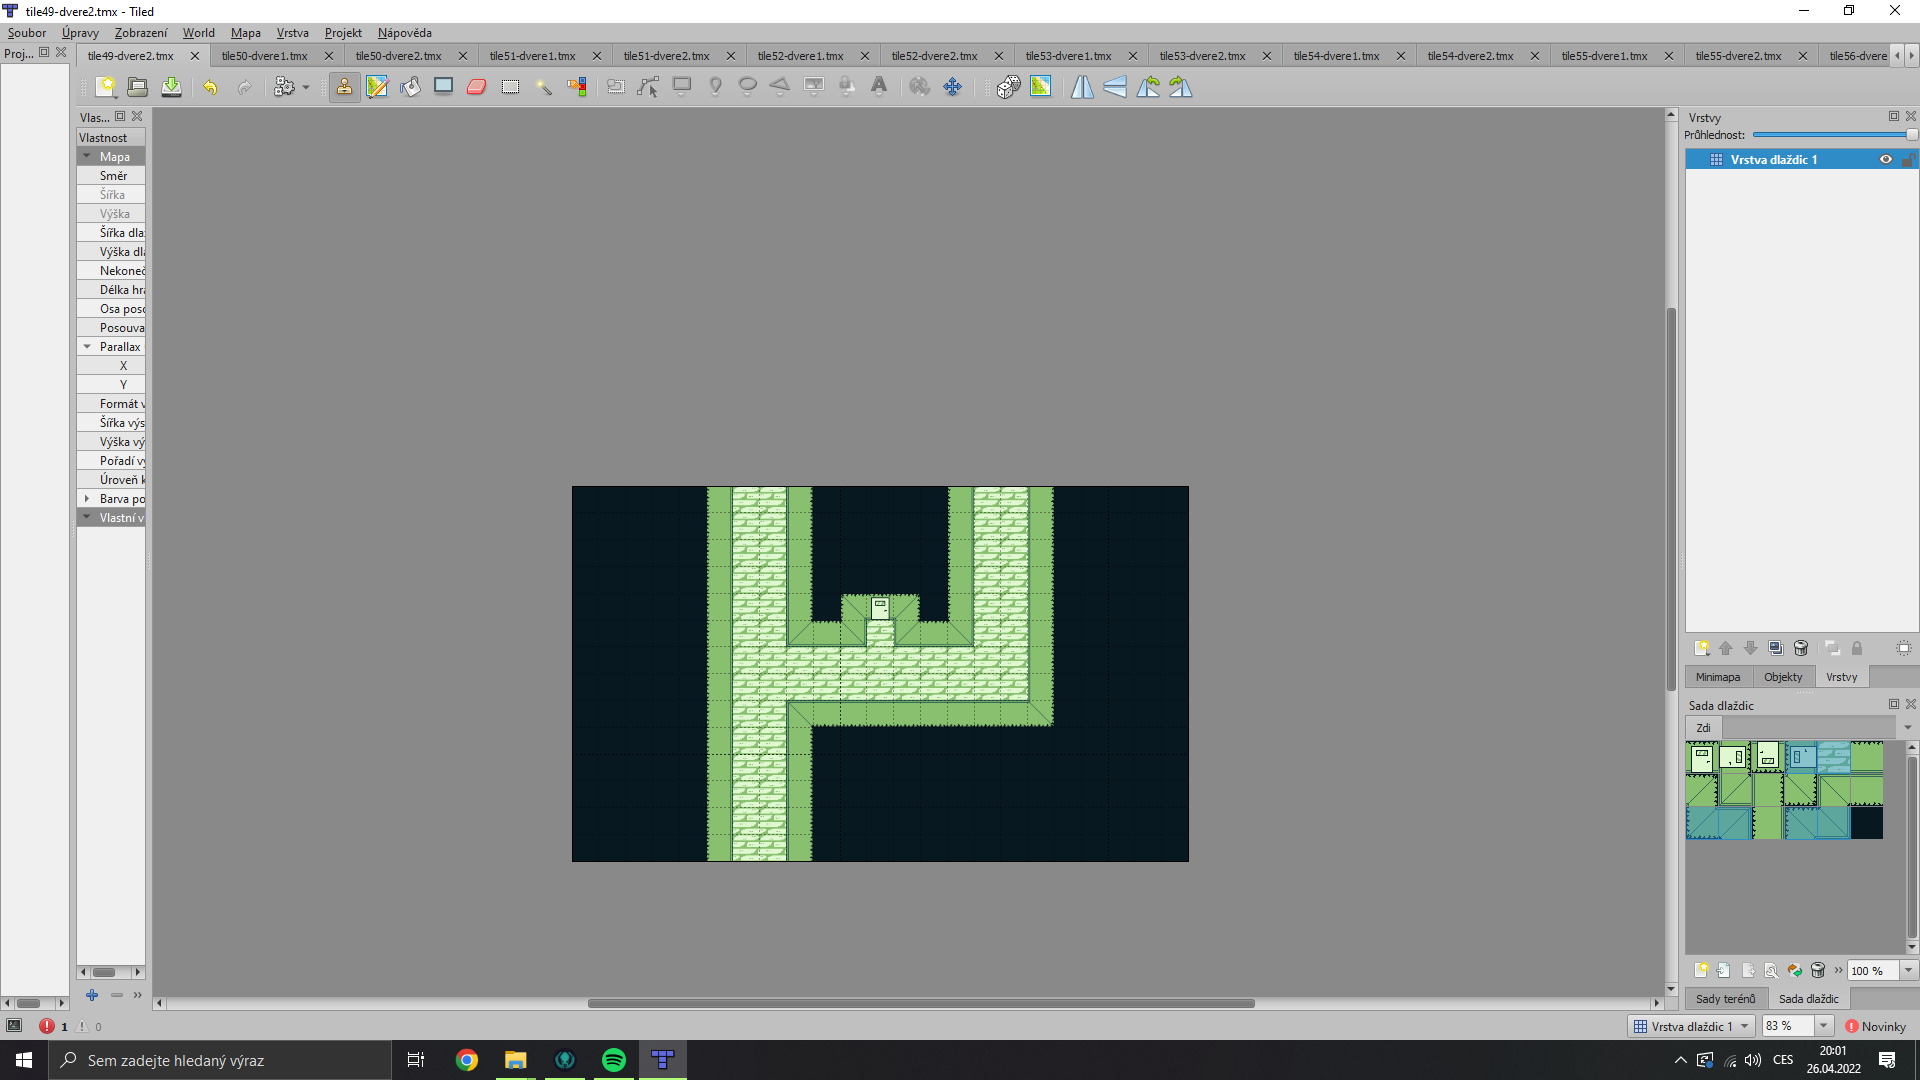 tile49-dvere2.tmx - Tiled
Soubor Úpravy Zobrazení World Mapa Vrstva Projekt Nápověda
Proj...
tile49-dvere2.tmx
tile50-dvere1.tmx
tile50-dvere2.tmx
tile51-dvere1.tmx
tile51-dvere2.tmx
tile52-dvere1.tmx
tile52-dvere2.tmx
tile53-dvere1.tmx
tile53-dvere2.tmx
tile54-dvere1.tmx
tile54-dvere2.tmx
tile55-dvere1.tmx
tile55-dvere2.tmx
tile56-dvere
Vlas...
Vlastnost
Mapa
Směr
Šířka
Výška
Šířka dla
Výška dl
Nekoneč
Délka hr
Osa poso
Posouva
Parallax
X
Y
Formát v
Šířka výs
Výška vý
Pořadí vy
Úroveň k
Barva po
Vlastní v
Vrstvy
Průhlednost:
Vrstva dlaždic 1
Minimapa Objekty Vrstvy
Sada dlaždic
Zdi
100 %
Sady terénů Sada dlaždic
1 0
Vrstva dlaždic 1 83 % Novinky
Sem zadejte hledaný výraz
CES
20:01
26.04.2022